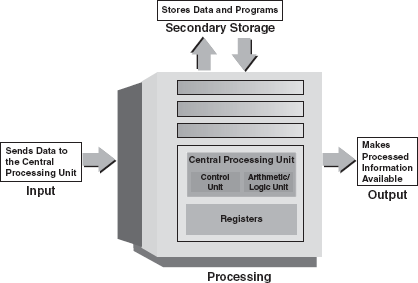 Stores Data and Programs
Secondary Storage
Sends Data to
the Central
Processing Unit
Input
Central Processing Unit
Control
Unit
Arithmetic/
Logic Unit
Registers
Makes
Processed
Information
Available
Output
Processing